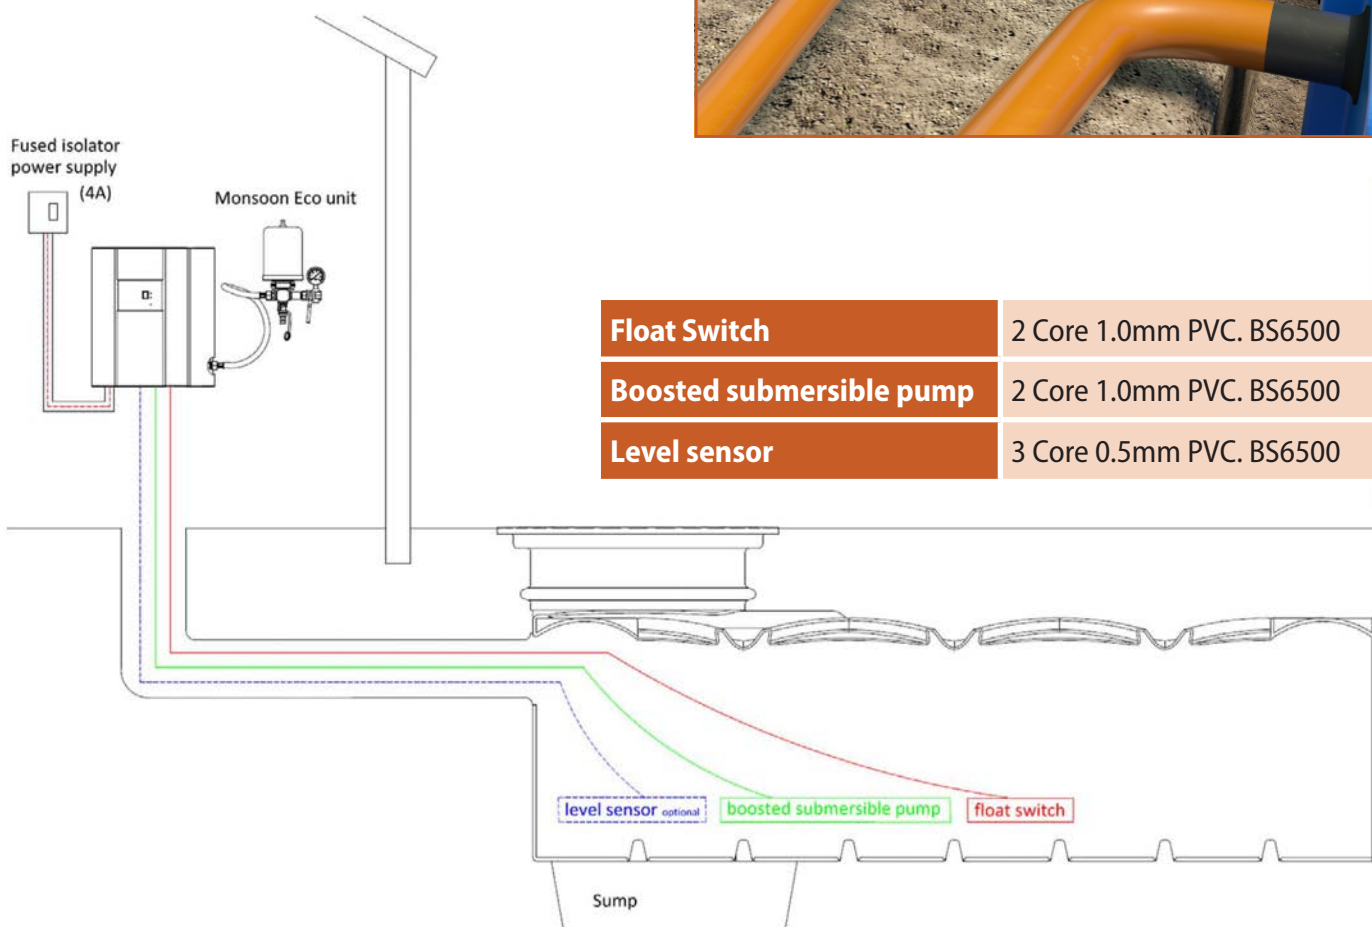 Fused isolator
power supply
(4A)
Monsoon Eco unit
Float Switch 2 Core 1.0mm PVC. BS6500
Boosted submersible pump 2 Core 1.0mm PVC. BS6500
Level sensor 3 Core 0.5mm PVC. BS6500
level sensor optional boosted submersible pump float switch
Sump